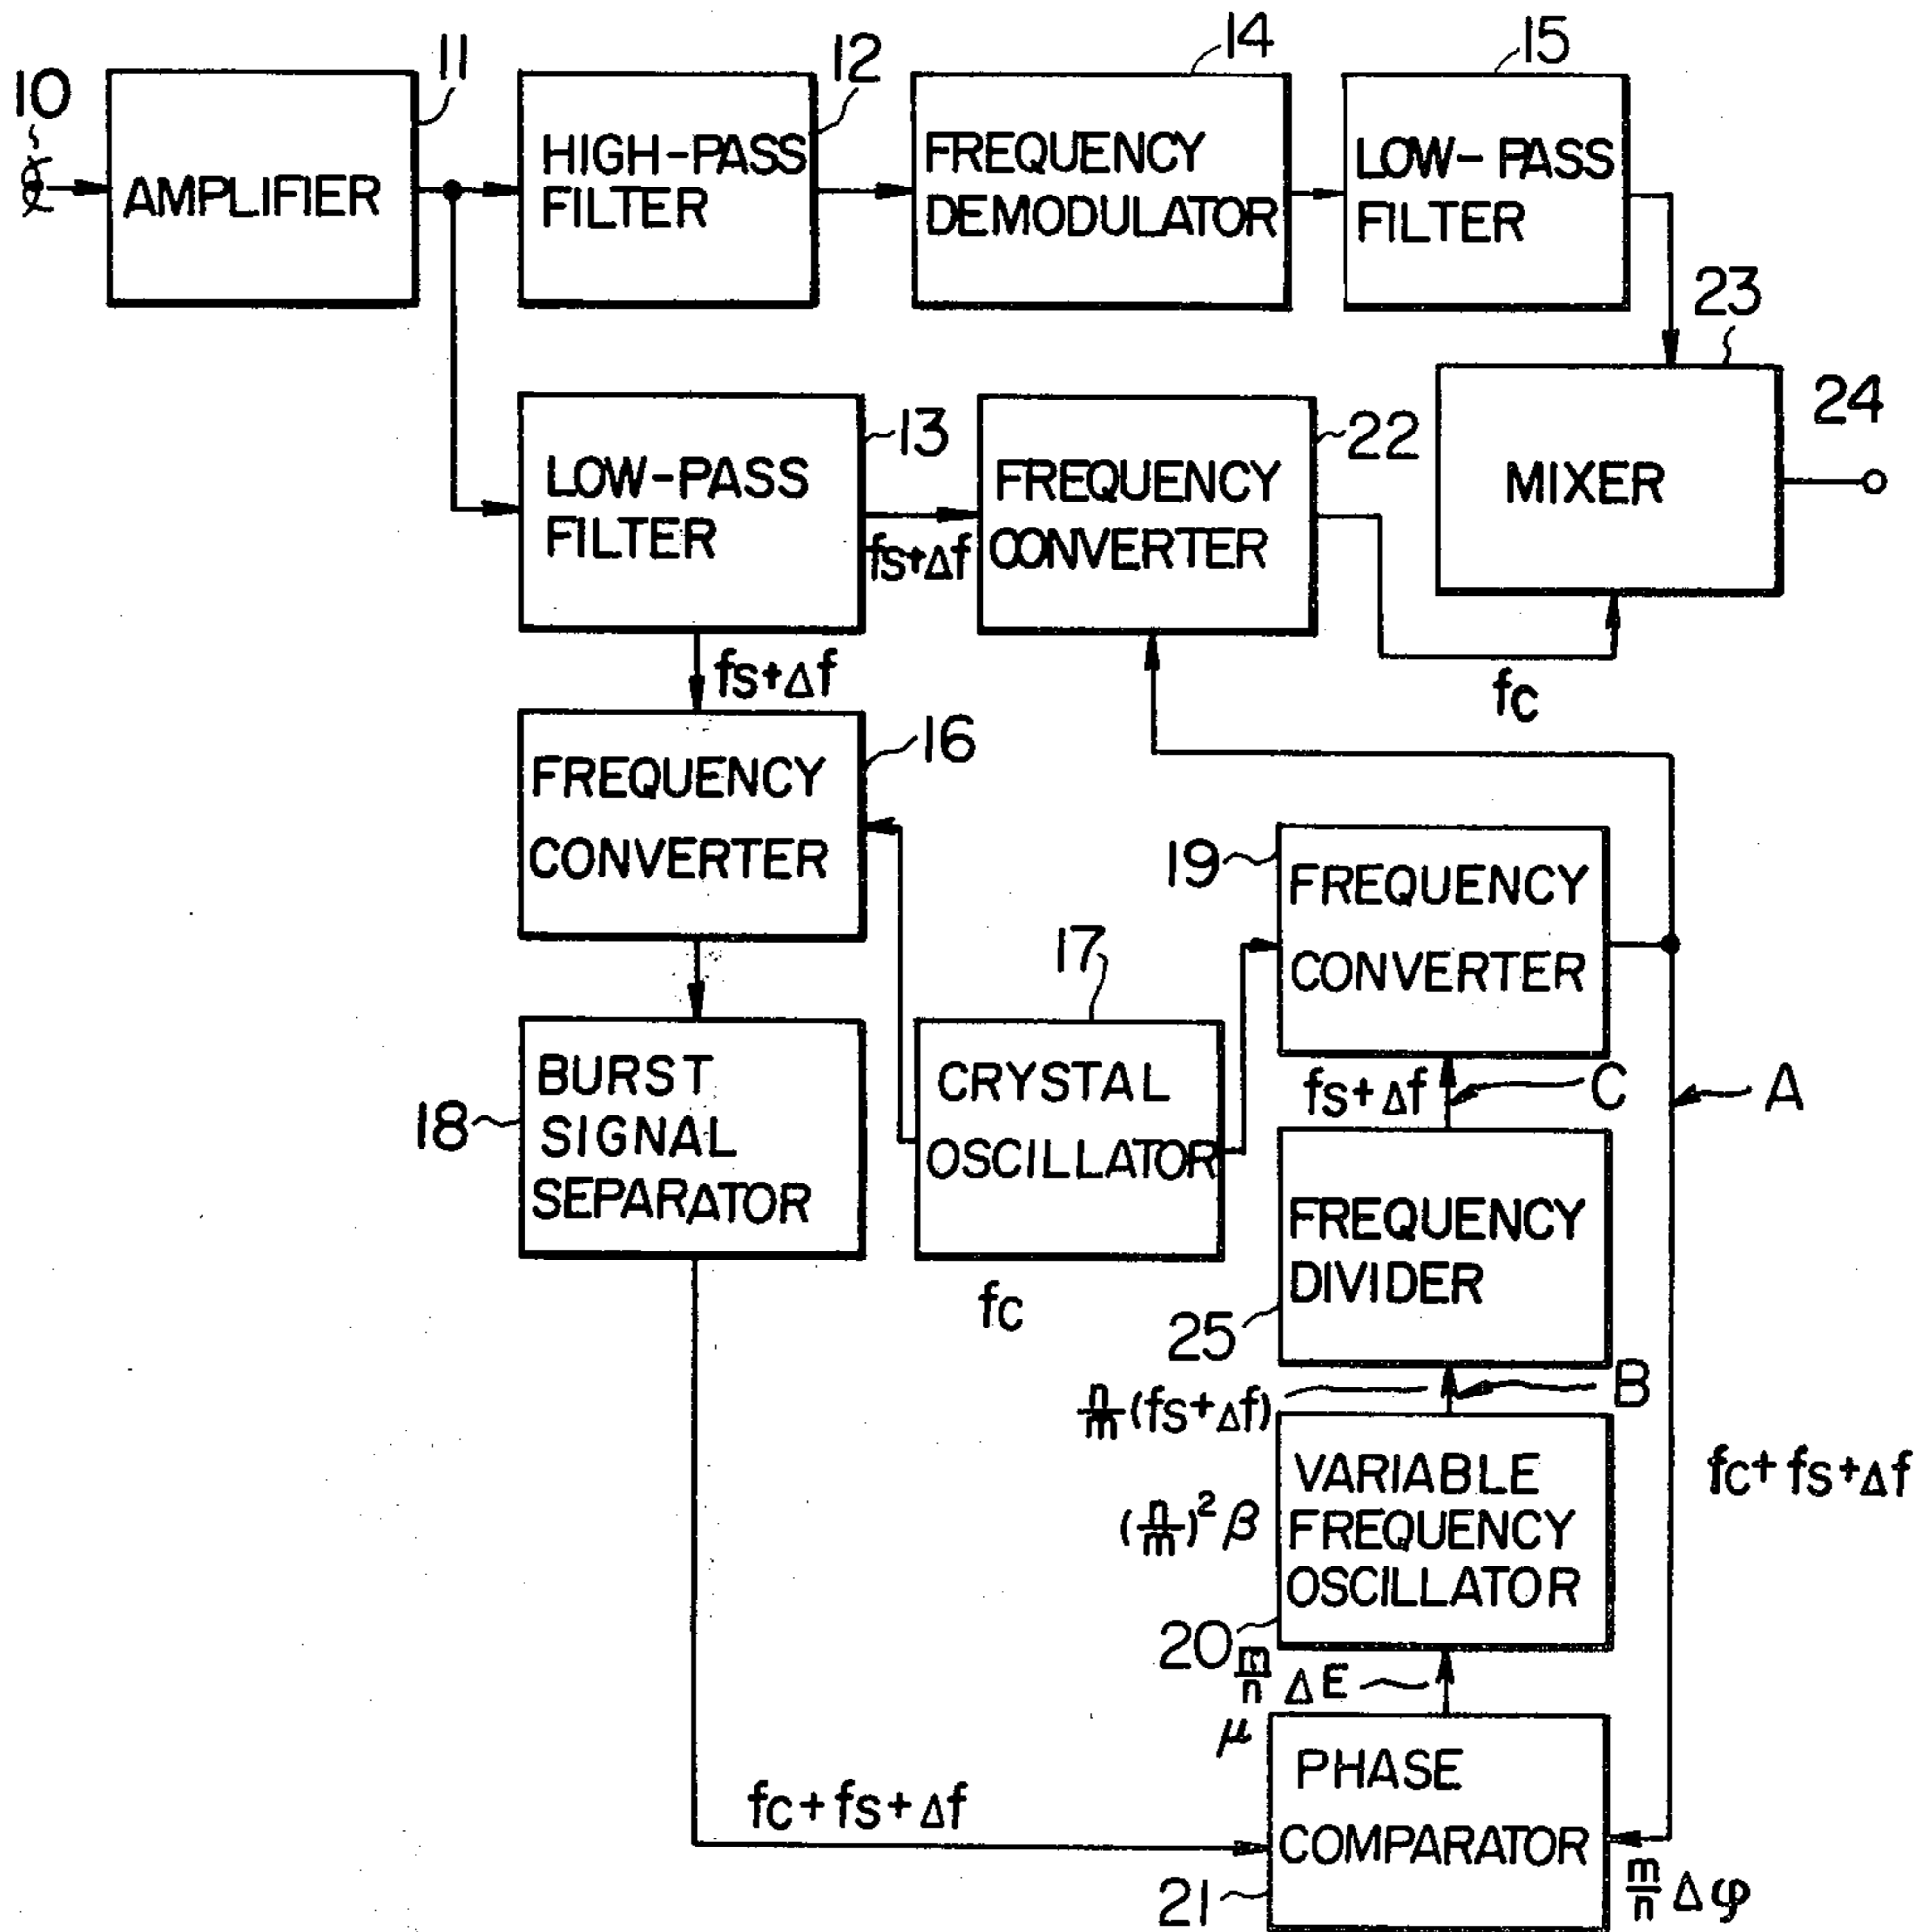 10
11
AMPLIFIER
12
HIGH-PASS
FILTER
14
FREQUENCY
DEMODULATOR
15
LOW-PASS
FILTER
23
MIXER
24
13
LOW-PASS
FILTER
fs+Δf
22
FREQUENCY
CONVERTER
fc
fs+Δf
16
FREQUENCY
CONVERTER
19
FREQUENCY
CONVERTER
17
CRYSTAL
OSCILLATOR
fc
18
BURST
SIGNAL
SEPARATOR
fs+Δf
C
A
FREQUENCY
DIVIDER
25
n/m (fs+Δf)
B
VARIABLE
FREQUENCY
OSCILLATOR
(n/m)² β
20
fc+fs+Δf
m/n ΔE
μ
PHASE
COMPARATOR
21
fc+fs+Δf
m/n Δφ